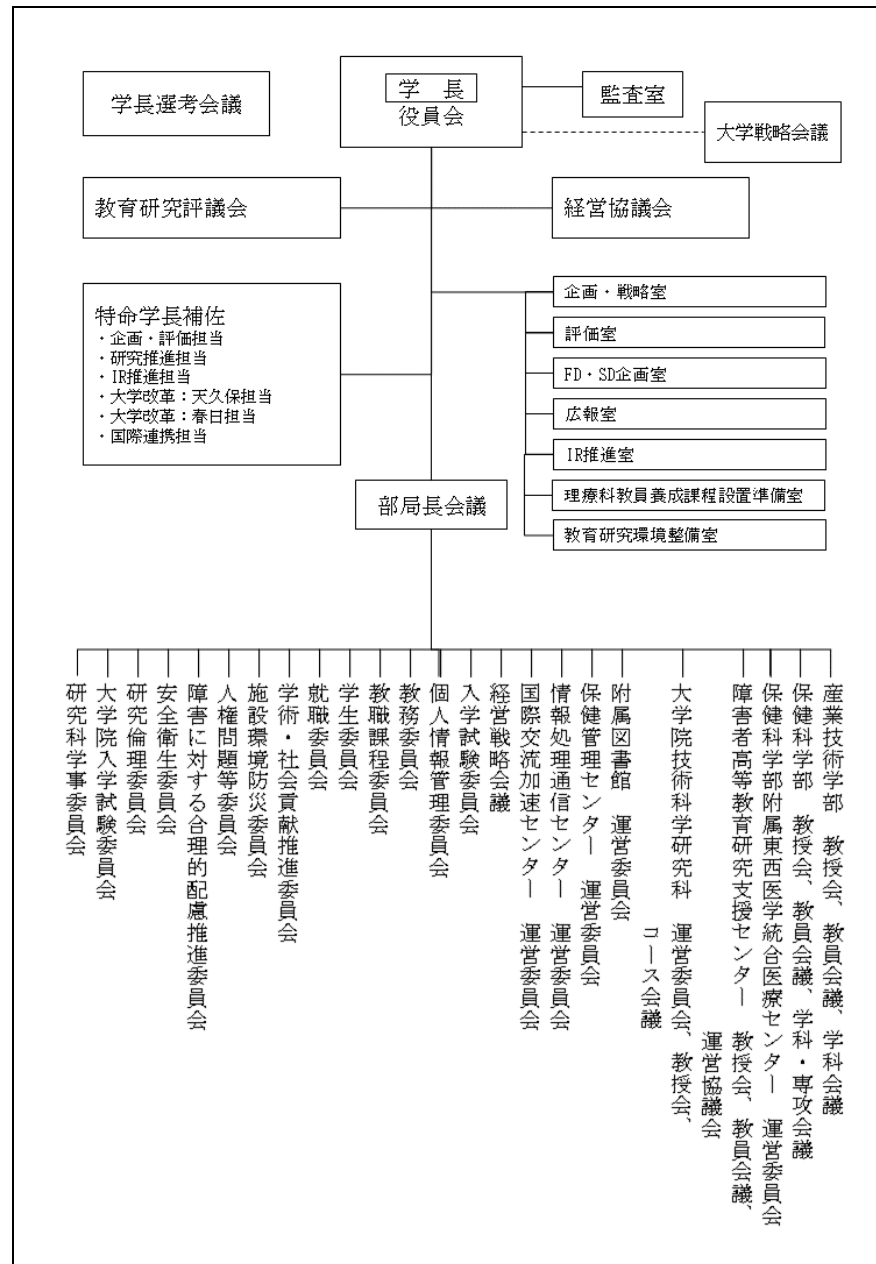 学長選考会議
学 長
役員会
監査室
大学戦略会議
教育研究評議会
経営協議会
特命学長補佐
・企画・評価担当
・研究推進担当
・IR推進担当
・大学改革：天久保担当
・大学改革：春日担当
・国際連携担当
企画・戦略室
評価室
FD・SD企画室
広報室
IR推進室
理療科教員養成課程設置準備室
教育研究環境整備室
部局長会議
産業技術学部 教授会、教員会議、学科会議
保健科学部 教授会、教員会議、学科・専攻会議
保健科学部附属東西医学統合医療センター 運営委員会
障害者高等教育研究支援センター 教授会、教員会議、
運営協議会
大学院技術科学研究科 運営委員会、教授会、
コース会議
附属図書館 運営委員会
保健管理センター 運営委員会
情報処理通信センター 運営委員会
国際交流加速センター 運営委員会
経営戦略会議
入学試験委員会
個人情報管理委員会
教務委員会
教職課程委員会
学生委員会
就職委員会
学術・社会貢献推進委員会
施設環境防災委員会
人権問題等委員会
障害に対する合理的配慮推進委員会
安全衛生委員会
研究倫理委員会
大学院入学試験委員会
研究科学事委員会